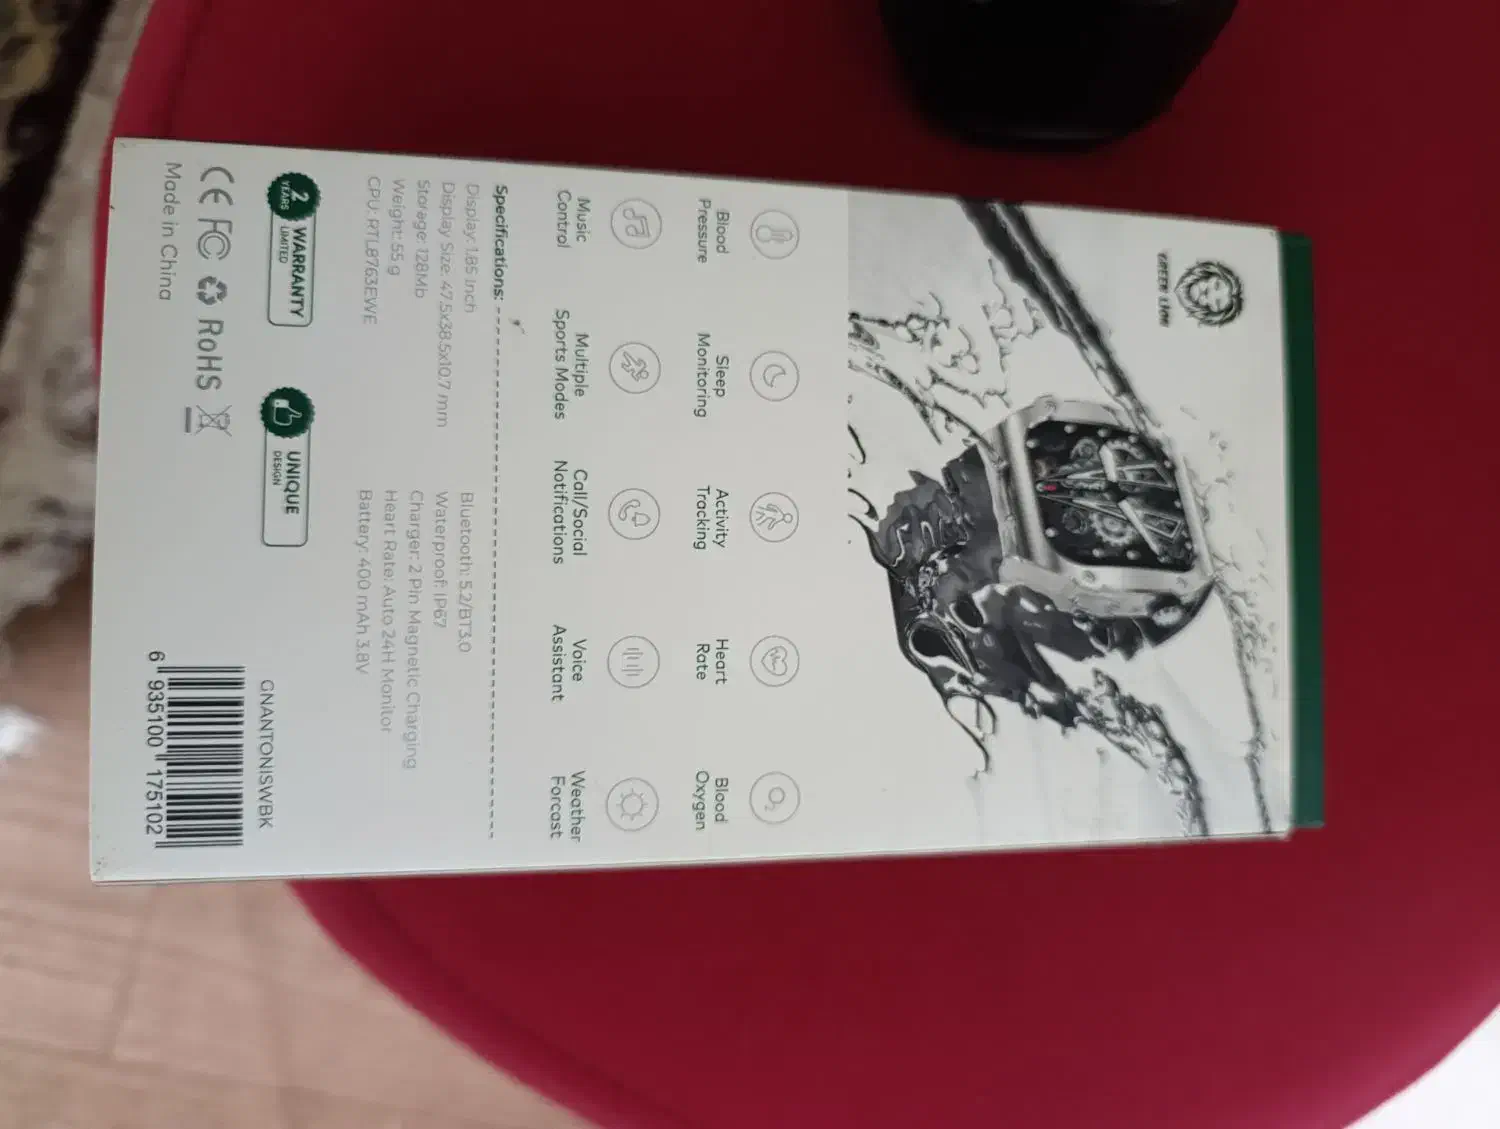 GREEN LION
Blood
Pressure
Sleep
Monitoring
Activity
Tracking
Heart
Rate
Blood
Oxygen
O2
Music
Control
Multiple
Sports Modes
Call/Social
Notifications
Voice
Assistant
Weather
Forcast
Specifications:
Display: 1.85 Inch
Display Size: 47.5x38.5x10.7 mm
Storage: 128Mb
Weight: 55 g
CPU: RTL8763EWE
Bluetooth: 5.2/BT3.0
Waterproof: IP67
Charger: 2 Pin Magnetic Charging
Heart Rate: Auto 24H Monitor
Battery: 400 mAh 3.8V
2 YEARS
WARRANTY
LIMITED
UNIQUE
DESIGN
CE FC RoHS
Made in China
GNANTONISWBK
6 935100 175102